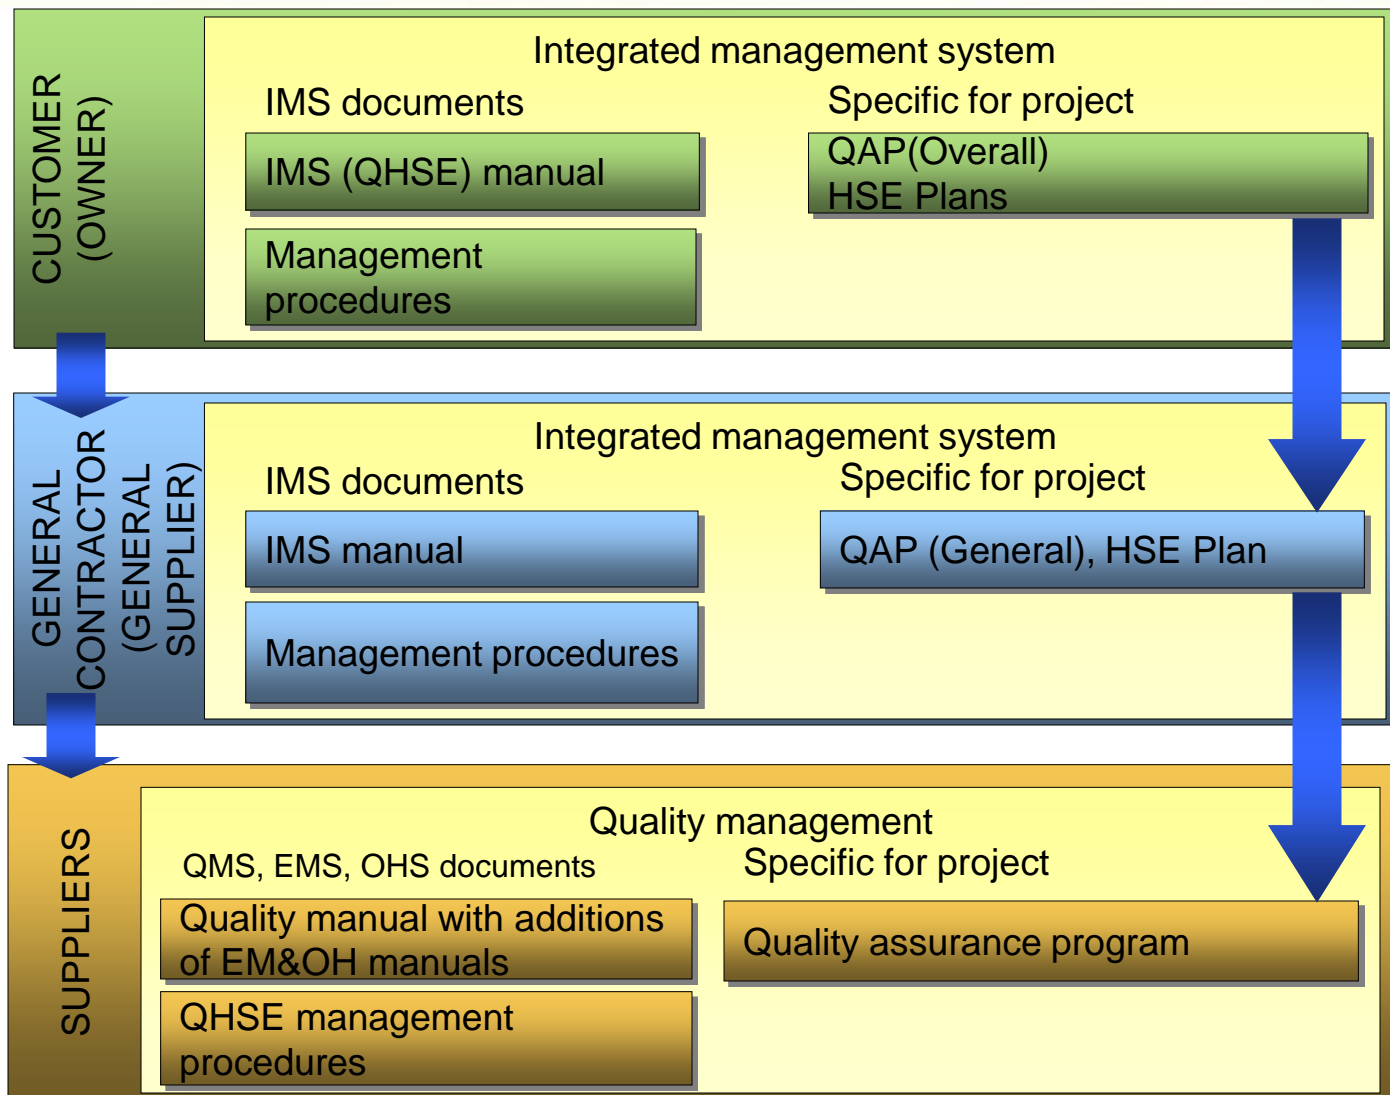 CUSTOMER
(OWNER)
Integrated management system
IMS documents
IMS (QHSE) manual
Management
procedures
Specific for project
QAP(Overall)
HSE Plans
GENERAL
CONTRACTOR
(GENERAL
SUPPLIER)
Integrated management system
IMS documents
IMS manual
Management procedures
Specific for project
QAP (General), HSE Plan
SUPPLIERS
Quality management
QMS, EMS, OHS documents
Quality manual with additions
of EM&OH manuals
QHSE management
procedures
Specific for project
Quality assurance program